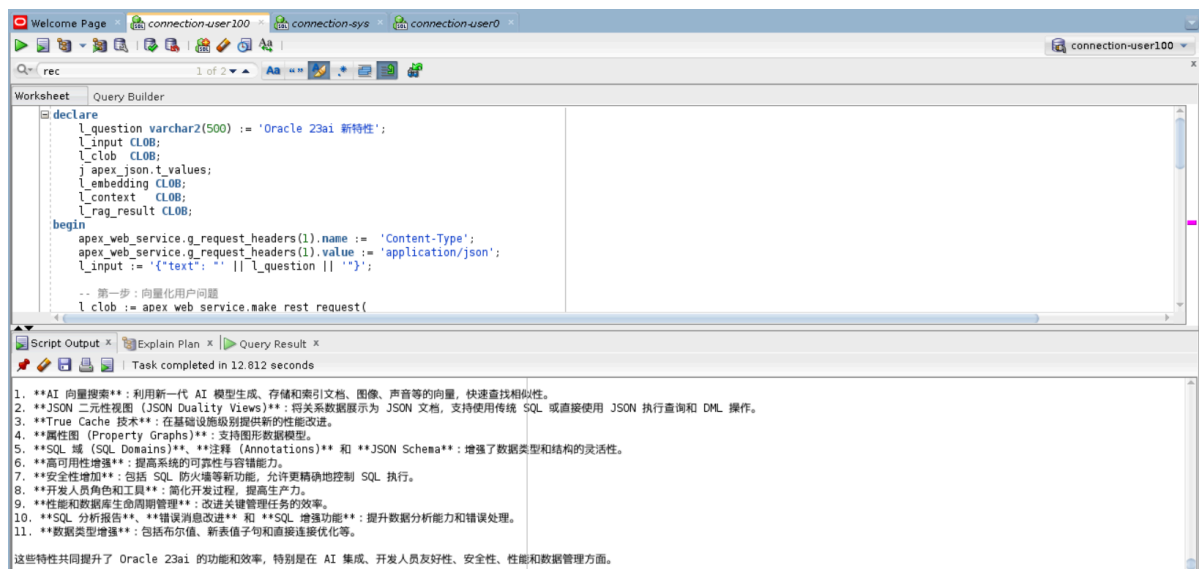 Welcome Page × connection-user100 × connection-sys × connection-user0 ×
connection-user100
rec 1 of 2 Aa “” .*
Worksheet Query Builder
declare
l_question varchar2(500) := 'Oracle 23ai 新特性';
l_input CLOB;
l_clob CLOB;
j apex_json.t_values;
l_embedding CLOB;
l_context CLOB;
l_rag_result CLOB;
begin
apex_web_service.g_request_headers(1).name := 'Content-Type';
apex_web_service.g_request_headers(1).value := 'application/json';
l_input := '{"text": "' || l_question || '"}';
-- 第一步：向量化用户问题
l_clob := apex_web_service.make_rest_request(
Script Output × Explain Plan × Query Result ×
Task completed in 12.812 seconds
1. **AI 向量搜索**：利用新一代 AI 模型生成、存储和索引文档、图像、声音等的向量，快速查找相似性。
2. **JSON 二元性视图 (JSON Duality Views)**：将关系数据展示为 JSON 文档，支持使用传统 SQL 或直接使用 JSON 执行查询和 DML 操作。
3. **True Cache 技术**：在基础设施级别提供新的性能改进。
4. **属性图 (Property Graphs)**：支持图形数据模型。
5. **SQL 域 (SQL Domains)**、**注释 (Annotations)** 和 **JSON Schema**：增强了数据类型和结构的灵活性。
6. **高可用性增强**：提高系统的可靠性与容错能力。
7. **安全性增加**：包括 SQL 防火墙等新功能，允许更精确地控制 SQL 执行。
8. **开发人员角色和工具**：简化开发过程，提高生产力。
9. **性能和数据库生命周期管理**：改进关键管理任务的效率。
10. **SQL 分析报告**、**错误消息改进** 和 **SQL 增强功能**：提升数据分析能力和错误处理。
11. **数据类型增强**：包括布尔值、新表值子句和直接连接优化等。
这些特性共同提升了 Oracle 23ai 的功能和效率，特别是在 AI 集成、开发人员友好性、安全性、性能和数据管理方面。